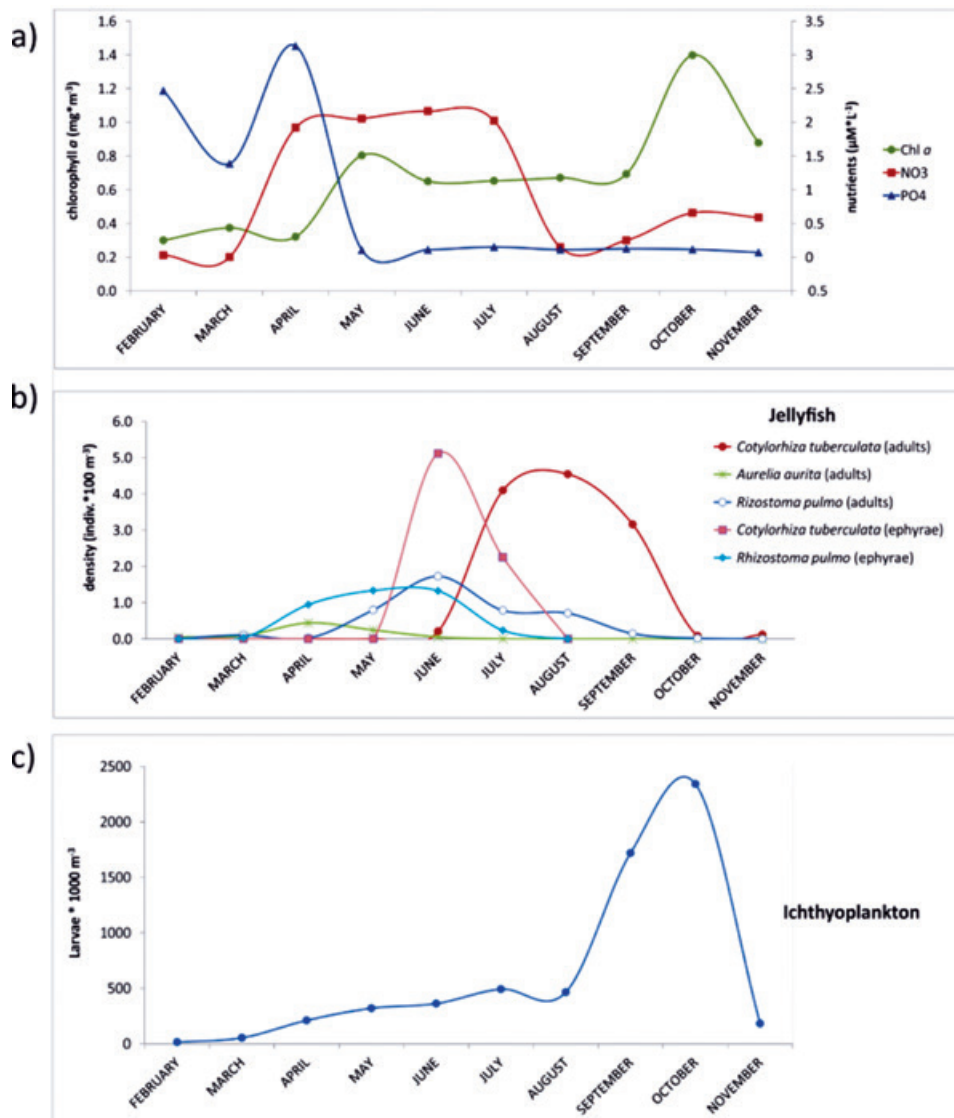 a)
1.6
1.4
1.2
1.0
0.8
0.6
0.4
0.2
0.0
chlorophyll a (mg*m-3)
3.5
3
2.5
2
1.5
1
0.5
0
0.5
nutrients (µM*L-1)
Chl a
NO3
PO4
FEBRUARY
MARCH
APRIL
MAY
JUNE
JULY
AUGUST
SEPTEMBER
OCTOBER
NOVEMBER
b)
6.0
5.0
4.0
3.0
2.0
1.0
0.0
density (indiv.*100 m-3)
Jellyfish
Cotylorhiza tuberculata (adults)
Aurelia aurita (adults)
Rizostoma pulmo (adults)
Cotylorhiza tuberculata (ephyrae)
Rhizostoma pulmo (ephyrae)
FEBRUARY
MARCH
APRIL
MAY
JUNE
JULY
AUGUST
SEPTEMBER
OCTOBER
NOVEMBER
c)
2500
2000
1500
1000
500
0
Larvae * 1000 m-3
Ichthyoplankton
FEBRUARY
MARCH
APRIL
MAY
JUNE
JULY
AUGUST
SEPTEMBER
OCTOBER
NOVEMBER